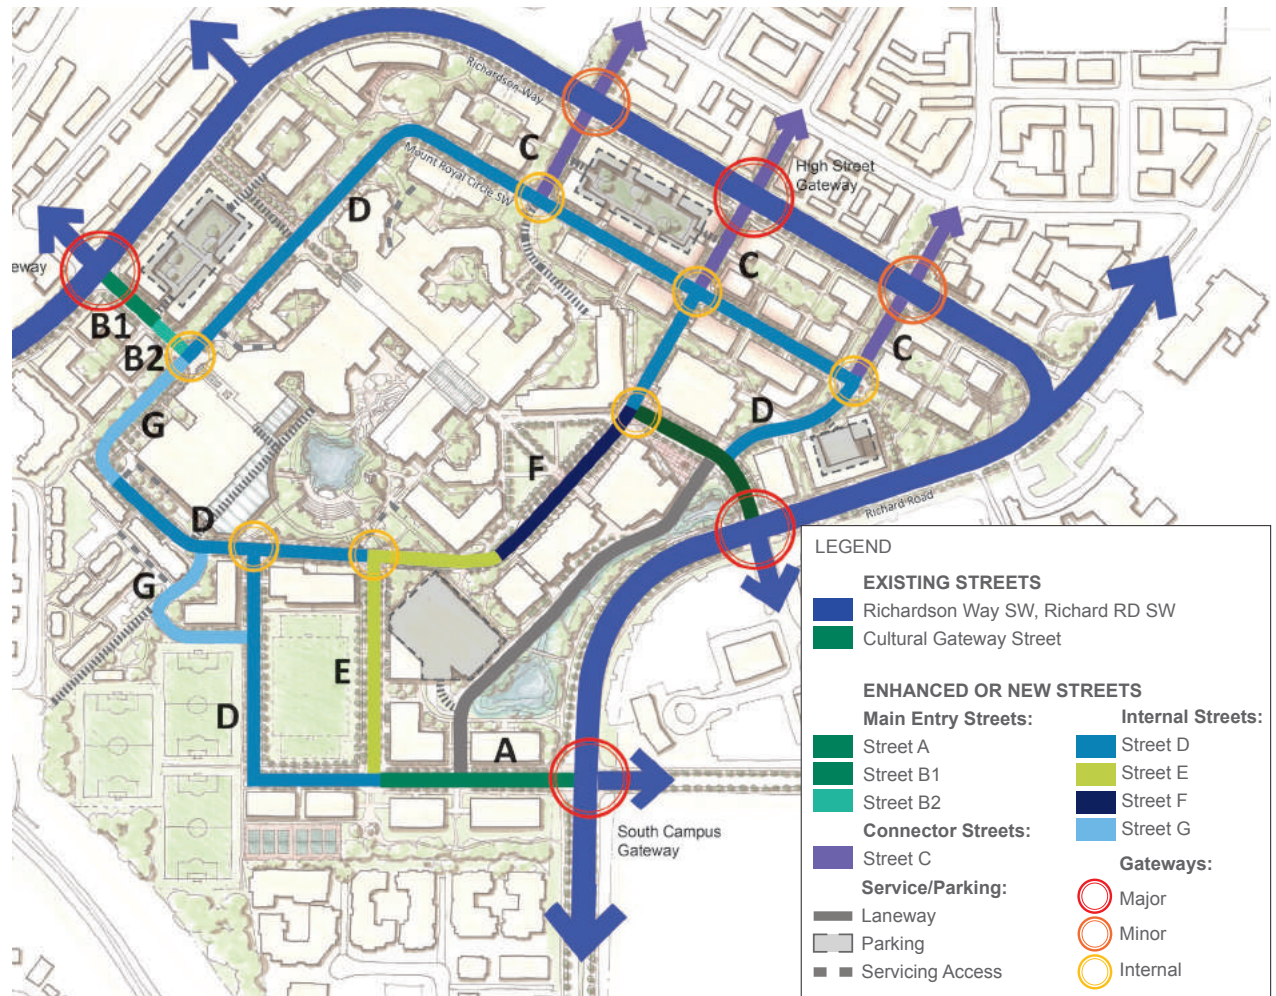 Richardson Way
C
Mount Royal Circle SW
High Street
Gateway
D
C
eway
B1
B2
C
G
D
F
Richard Road
D
G
E
D
A
South Campus
Gateway
LEGEND
EXISTING STREETS
Richardson Way SW, Richard RD SW
Cultural Gateway Street
ENHANCED OR NEW STREETS
Main Entry Streets:
Street A
Street B1
Street B2
Connector Streets:
Street C
Service/Parking:
Laneway
Parking
Servicing Access
Internal Streets:
Street D
Street E
Street F
Street G
Gateways:
Major
Minor
Internal